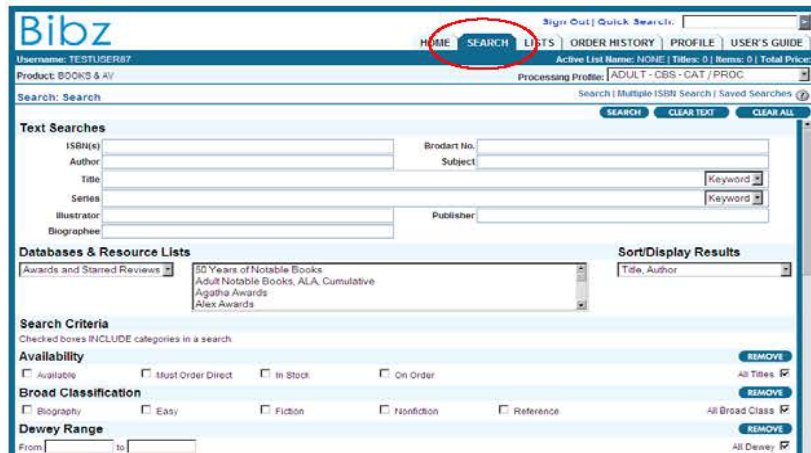 Bibz
Sign Out | Quick Search:
HOME SEARCH LISTS ORDER HISTORY PROFILE USER'S GUIDE
Username: TESTUSER87 Active List Name: NONE | Titles: 0 | Items: 0 | Total Price:
Product: BOOKS & AV Processing Profile: ADULT - CBS - CAT / PROC
Search: Search Search | Multiple ISBN Search | Saved Searches ?
SEARCH CLEAR TEXT CLEAR ALL
Text Searches
ISBN(s) Brodart No.
Author Subject
Title Keyword
Series Keyword
Illustrator Publisher
Biographee
Databases & Resource Lists Sort/Display Results
Awards and Starred Reviews 50 Years of Notable Books Title, Author
Adult Notable Books, ALA, Cumulative
Agatha Awards
Alex Awards
Search Criteria
Checked boxes INCLUDE categories in a search
Availability REMOVE
Available Must Order Direct In Stock On Order All Titles
Broad Classification REMOVE
Biography Easy Fiction Nonfiction Reference All Broad Class
Dewey Range REMOVE
From to All Dewey